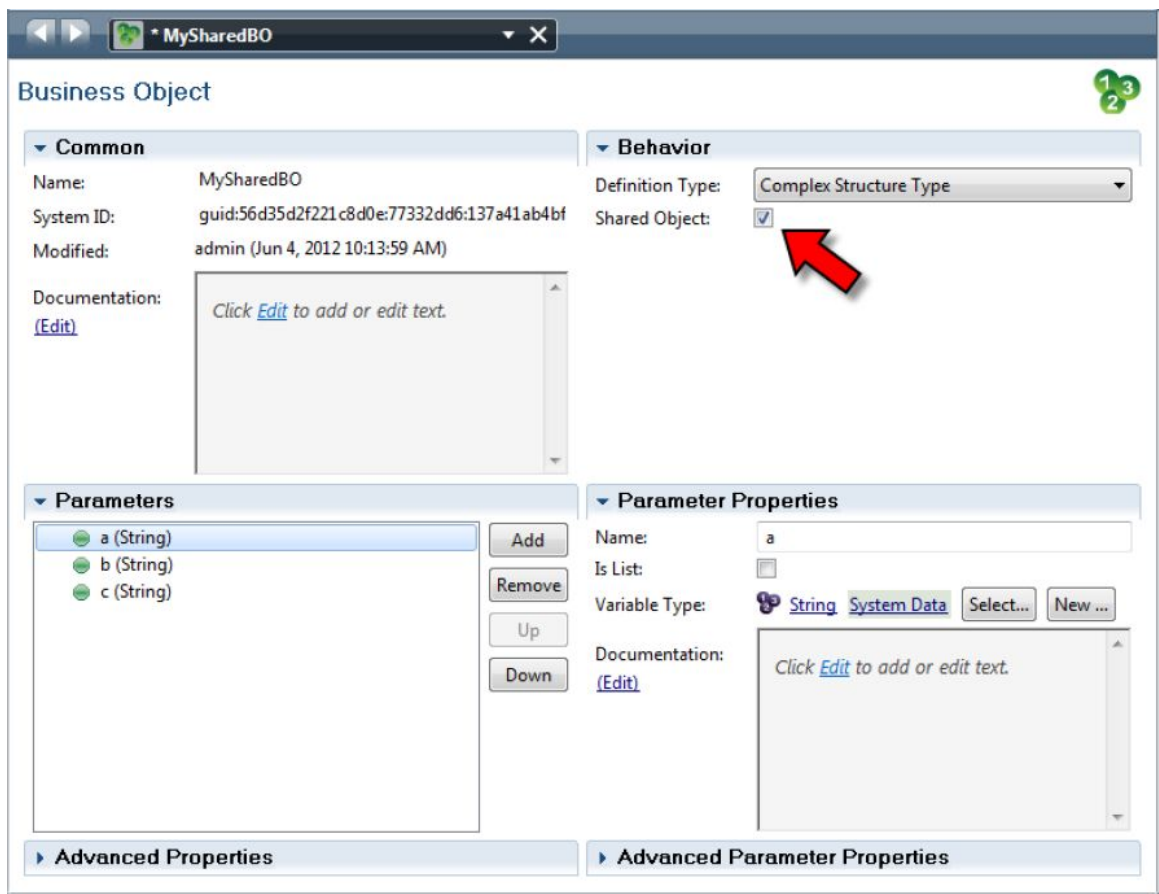 * MySharedBO
Business Object
1 2 3
Common
Name: MySharedBO
System ID: guid:56d35d2f221c8d0e:77332dd6:137a41ab4bf
Modified: admin (Jun 4, 2012 10:13:59 AM)
Documentation:
(Edit)
Click Edit to add or edit text.
Behavior
Definition Type: Complex Structure Type
Shared Object:
Parameters
a (String)
b (String)
c (String)
Add
Remove
Up
Down
Parameter Properties
Name: a
Is List:
Variable Type: String System Data Select... New ...
Documentation:
(Edit)
Click Edit to add or edit text.
Advanced Properties
Advanced Parameter Properties